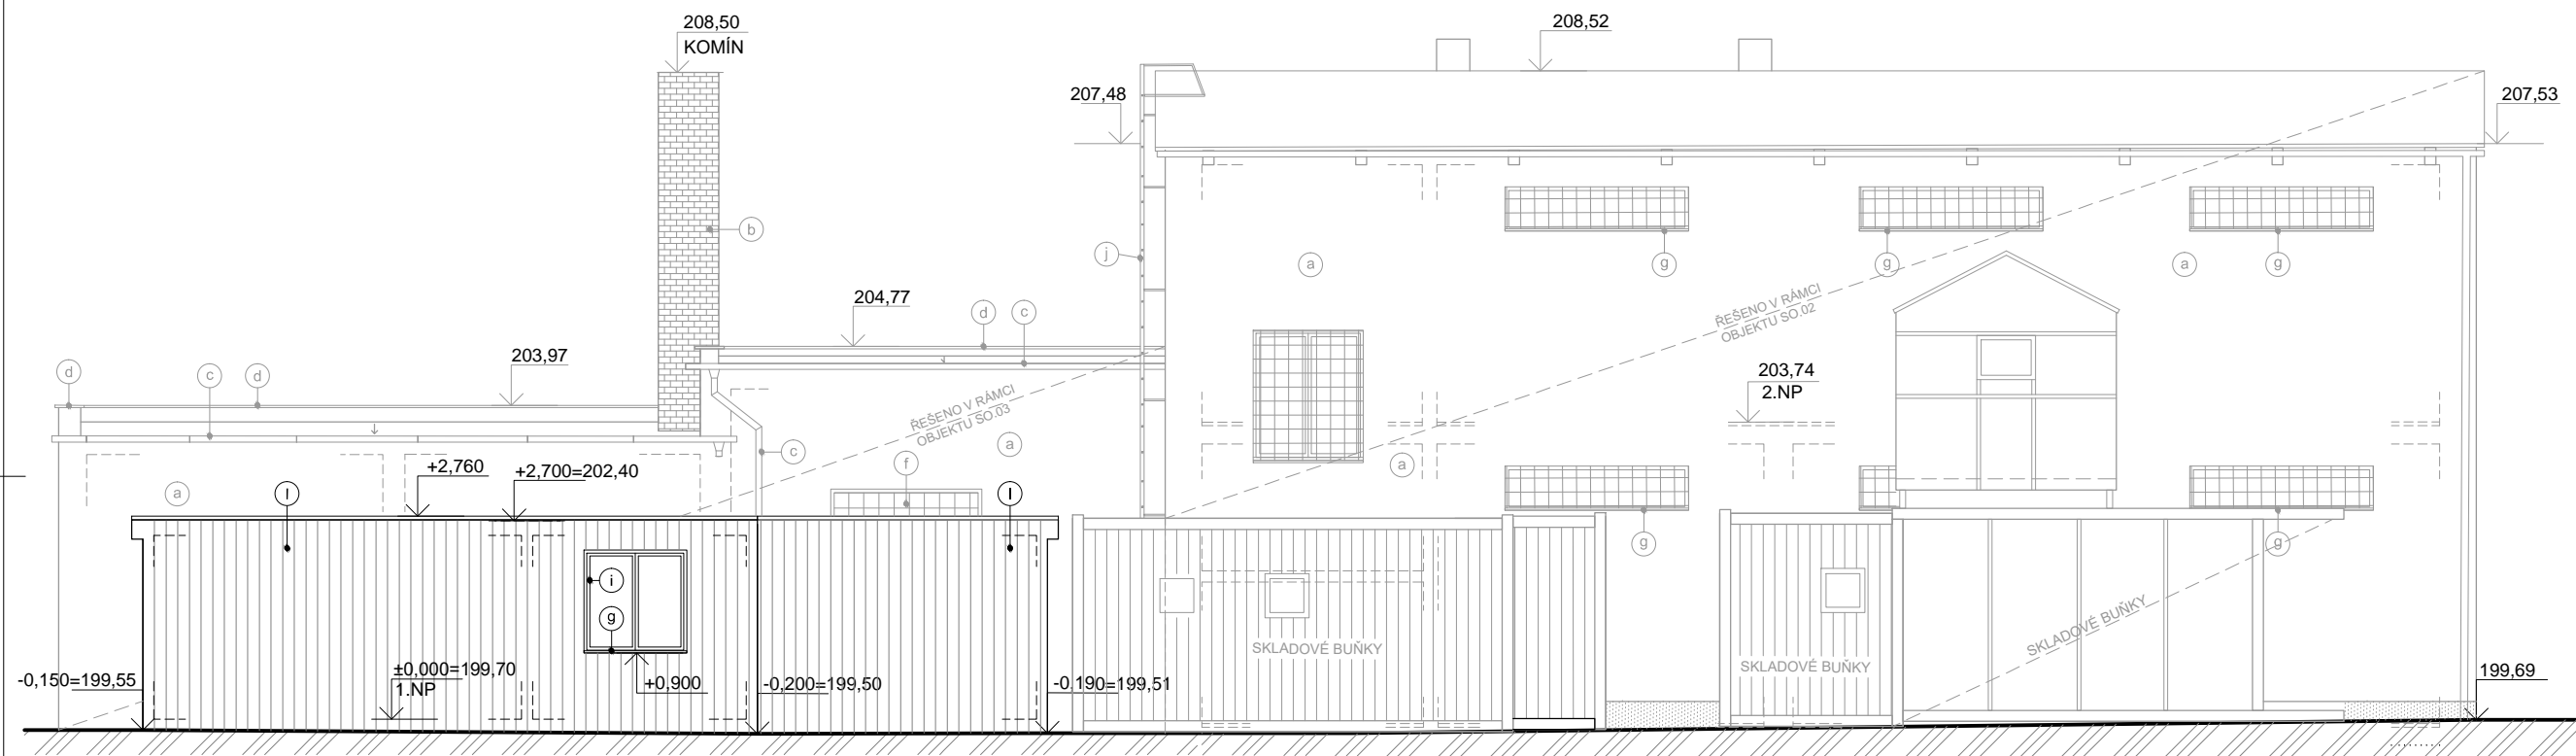 208,50
KOMÍN
208,52
207,48
207,53
b
j
a
g
g
a
g
204,77
d
c
ŘEŠENO V RÁMCI
OBJEKTU SO.02
203,97
d
c
d
203,74
2.NP
ŘEŠENO V RÁMCI
OBJEKTU SO.03
a
c
f
a
+2,760
+2,700=202,40
a
I
I
g
g
i
g
SKLADOVÉ BUŇKY
SKLADOVÉ BUŇKY
SKLADOVÉ BUŇKY
-0,150=199,55
±0,000=199,70
1.NP
+0,900
-0,200=199,50
-0,190=199,51
199,69